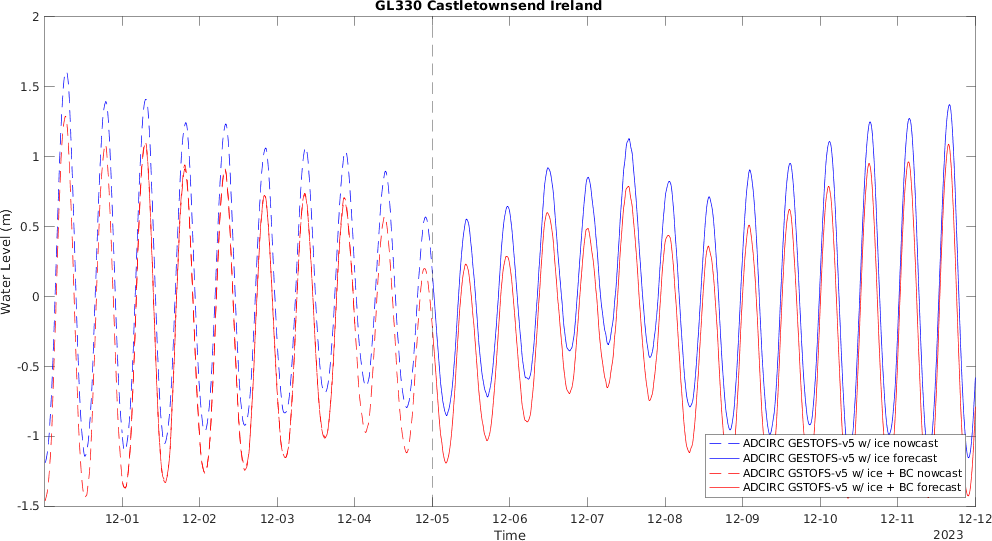 GL330 Castletownsend Ireland
2
1.5
1
0.5
0
-0.5
-1
-1.5
Water Level (m)
ADCIRC GESTOFS-v5 w/ ice nowcast
ADCIRC GESTOFS-v5 w/ ice forecast
ADCIRC GSTOFS-v5 w/ ice + BC nowcast
ADCIRC GSTOFS-v5 w/ ice + BC forecast
12-01 12-02 12-03 12-04 12-05 12-06 12-07 12-08 12-09 12-10 12-11 12-12
Time
2023